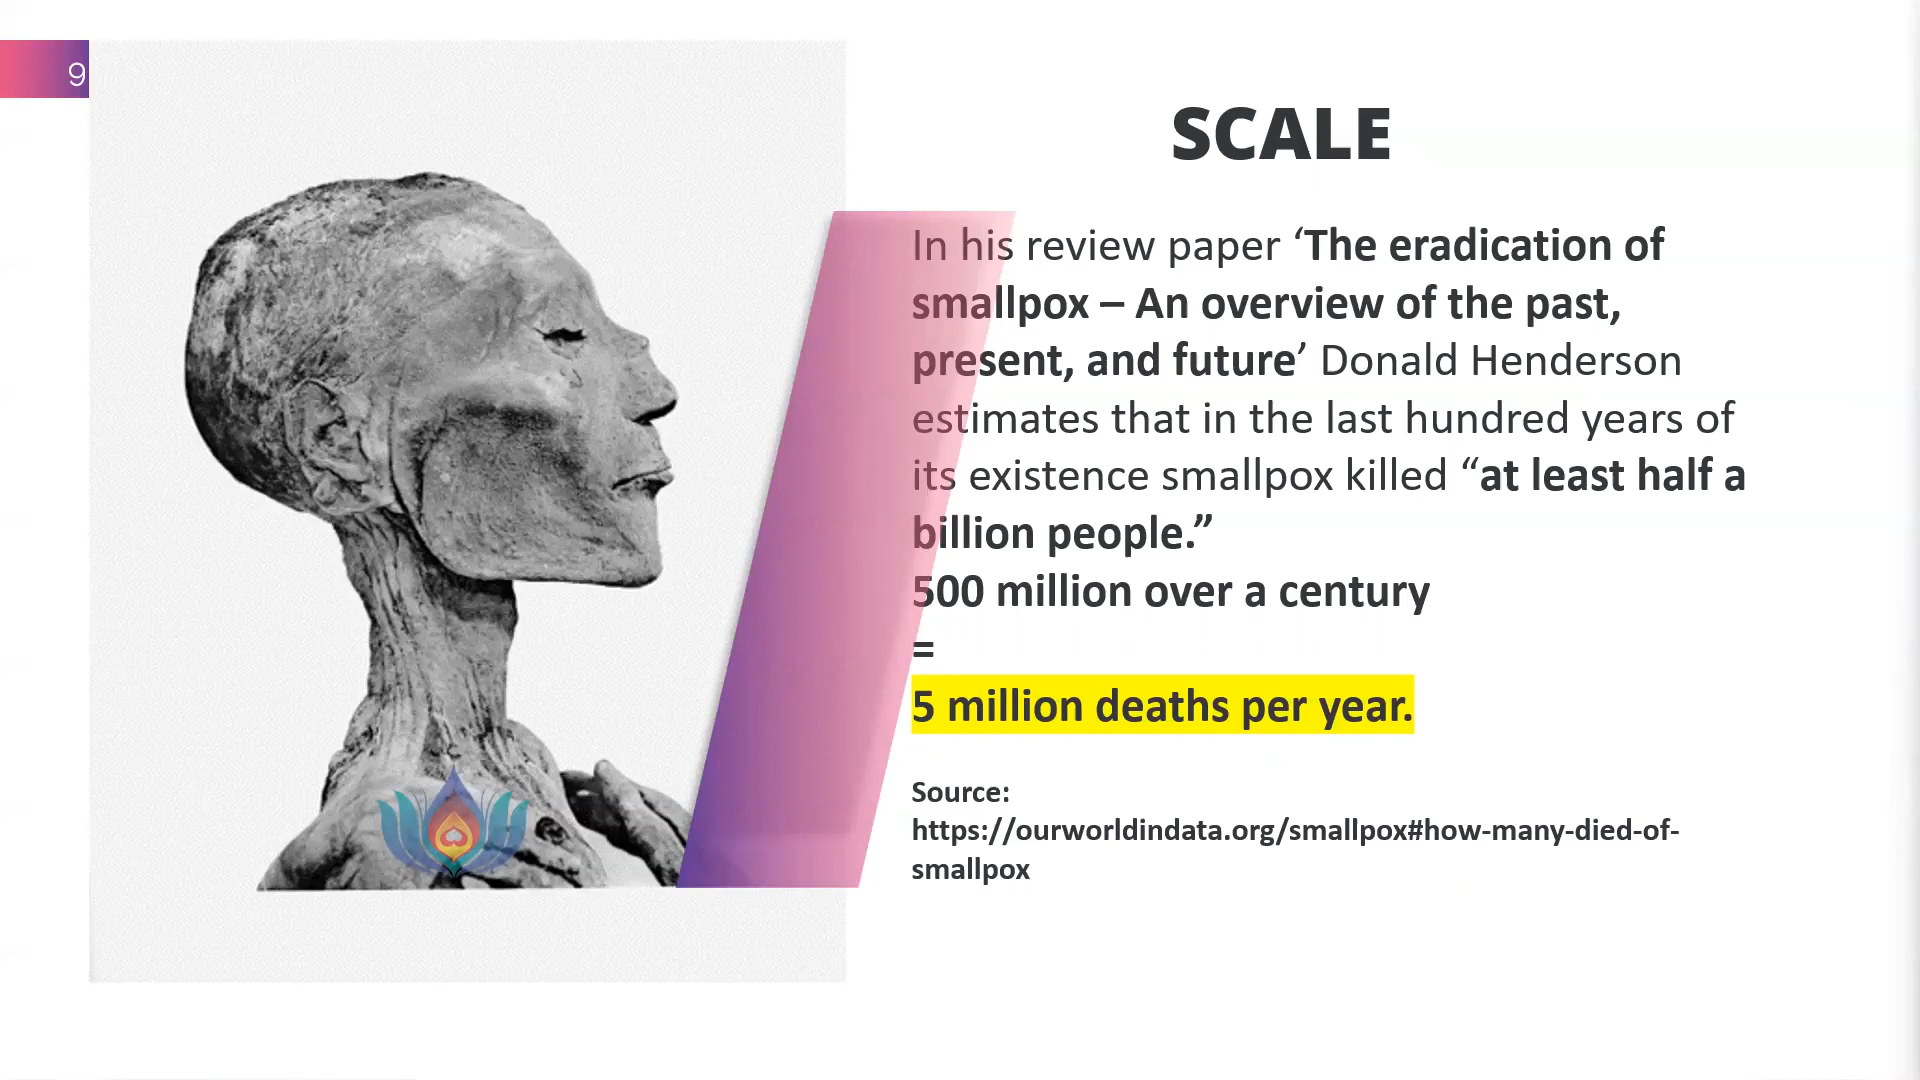 9
SCALE
In his review paper ‘The eradication of
smallpox – An overview of the past,
present, and future’ Donald Henderson
estimates that in the last hundred years of
its existence smallpox killed “at least half a
billion people.”
500 million over a century
=
5 million deaths per year.
Source:
https://ourworldindata.org/smallpox#how-many-died-of-
smallpox